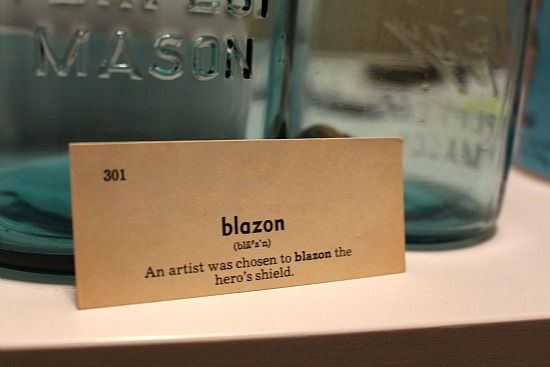 MASON
301
blazon
(blā′z'n)
An artist was chosen to blazon the
hero's shield.